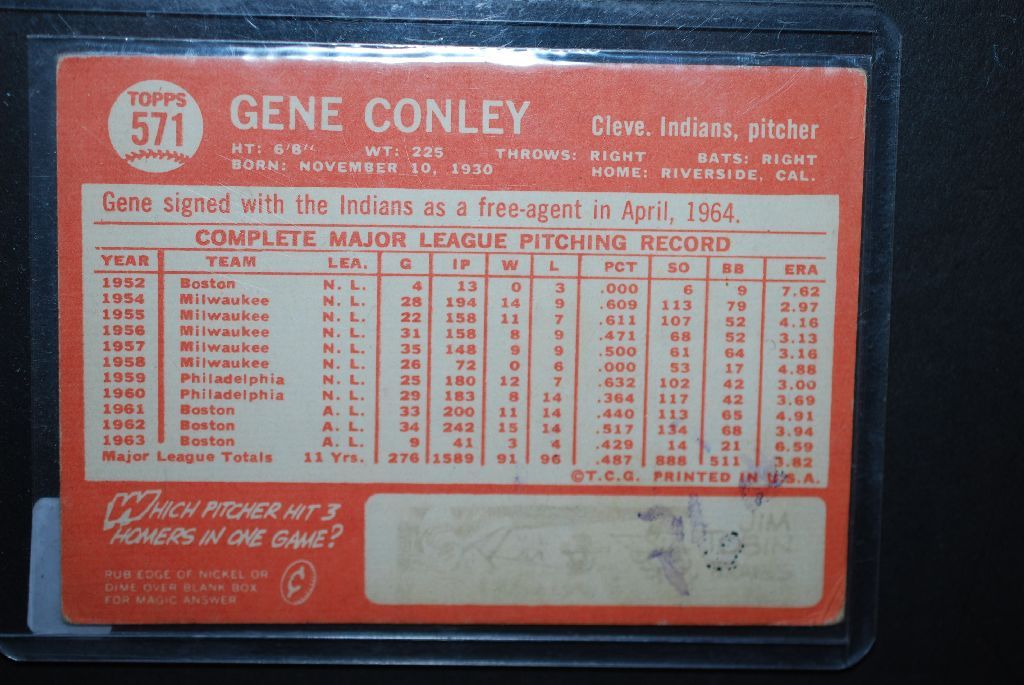 TOPPS
571
GENE CONLEY
Cleve. Indians, pitcher
HT: 6'8" WT: 225 THROWS: RIGHT BATS: RIGHT
BORN: NOVEMBER 10, 1930 HOME: RIVERSIDE, CAL.
Gene signed with the Indians as a free-agent in April, 1964.
COMPLETE MAJOR LEAGUE PITCHING RECORD
YEAR TEAM LEA. G IP W L PCT SO BB ERA
1952 Boston N. L. 4 13 0 3 .000 6 9 7.62
1954 Milwaukee N. L. 28 194 14 9 .609 113 79 2.97
1955 Milwaukee N. L. 22 158 11 7 .611 107 52 4.16
1956 Milwaukee N. L. 31 158 8 9 .471 68 52 3.13
1957 Milwaukee N. L. 35 148 9 9 .500 61 64 3.16
1958 Milwaukee N. L. 26 72 0 6 .000 53 17 4.88
1959 Philadelphia N. L. 25 180 12 7 .632 102 42 3.00
1960 Philadelphia N. L. 29 183 8 14 .364 117 42 3.69
1961 Boston A. L. 33 200 11 14 .440 113 65 4.91
1962 Boston A. L. 34 242 15 14 .517 134 68 3.94
1963 Boston A. L. 9 41 3 4 .429 14 21 6.59
Major League Totals 11 Yrs. 276 1589 91 96 .487 888 511 3.82
©T.C.G. PRINTED IN U.S.A.
WHICH PITCHER HIT 3
HOMERS IN ONE GAME?
RUB EDGE OF NICKEL OR
DIME OVER BLANK BOX
FOR MAGIC ANSWER